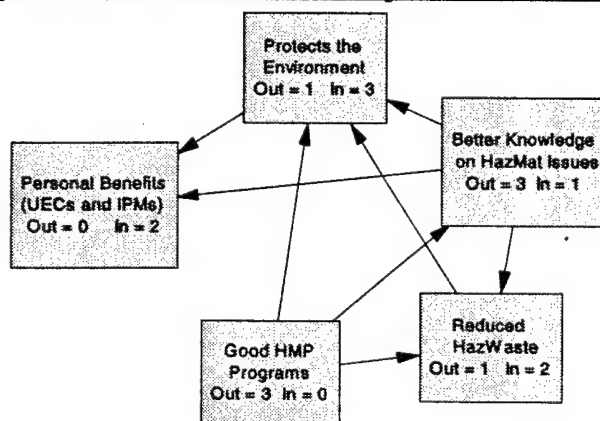 Protects the
Environment
Out = 1 In = 3
Better Knowledge
on HazMat Issues
Out = 3 In = 1
Personal Benefits
(UECs and IPMs)
Out = 0 In = 2
Good HMP
Programs
Out = 3 In = 0
Reduced
HazWaste
Out = 1 In = 2